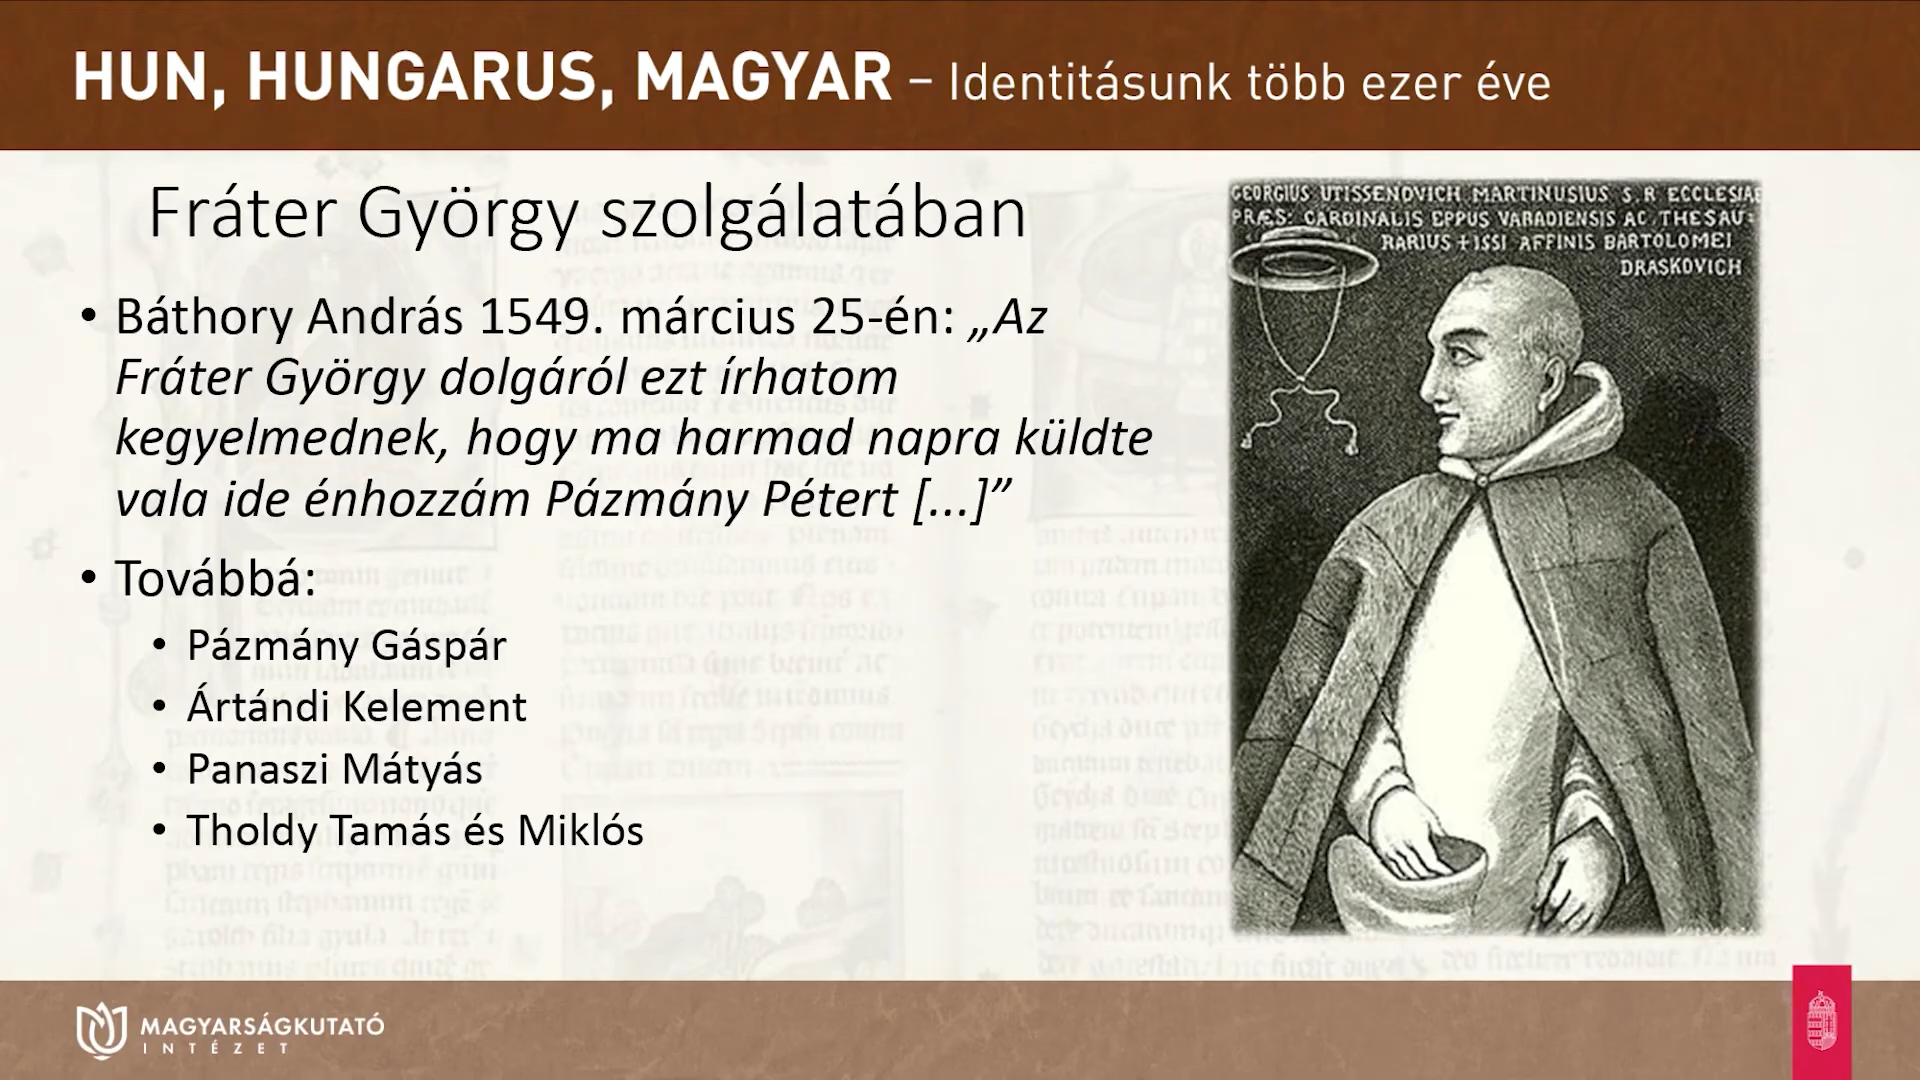 HUN, HUNGARUS, MAGYAR – Identitásunk több ezer éve
Fráter György szolgálatában
• Báthory András 1549. március 25-én: „Az
Fráter György dolgáról ezt írhatom
kegyelmednek, hogy ma harmad napra küldte
vala ide énhozzám Pázmány Pétert [...]”
• Továbbá:
• Pázmány Gáspár
• Ártándi Kelement
• Panaszi Mátyás
• Tholdy Tamás és Miklós
GEORGIUS UTISSENOVICH MARTINUSIUS S. R ECCLESIAE
PRÆS: CARDINALIS EPPUS VARADIENSIS AC THESAU
RARIUS + ISSI AFFINIS BARTOLOMEI
DRASKOVICH
MAGYARSÁGKUTATÓ
INTÉZET